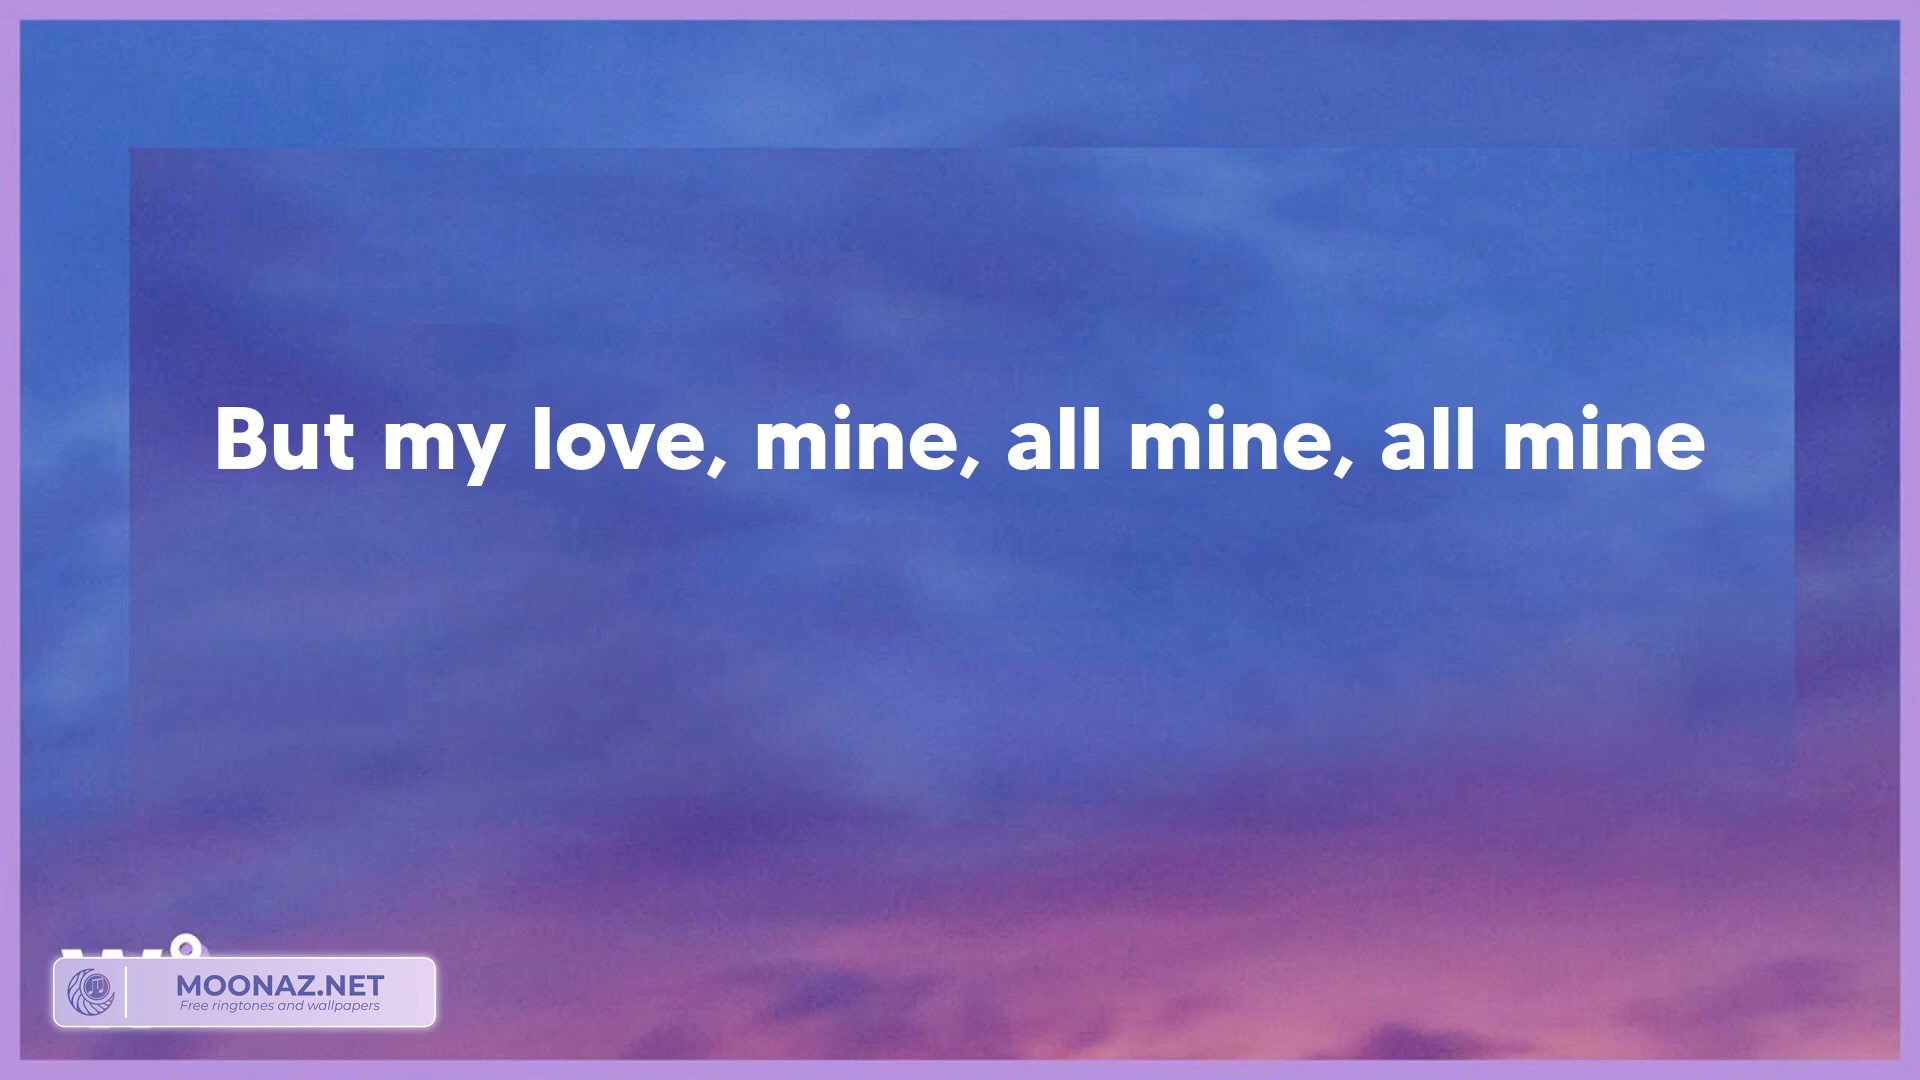 But my love, mine, all mine, all mine
MOONAZ.NET
Free ringtones and wallpapers